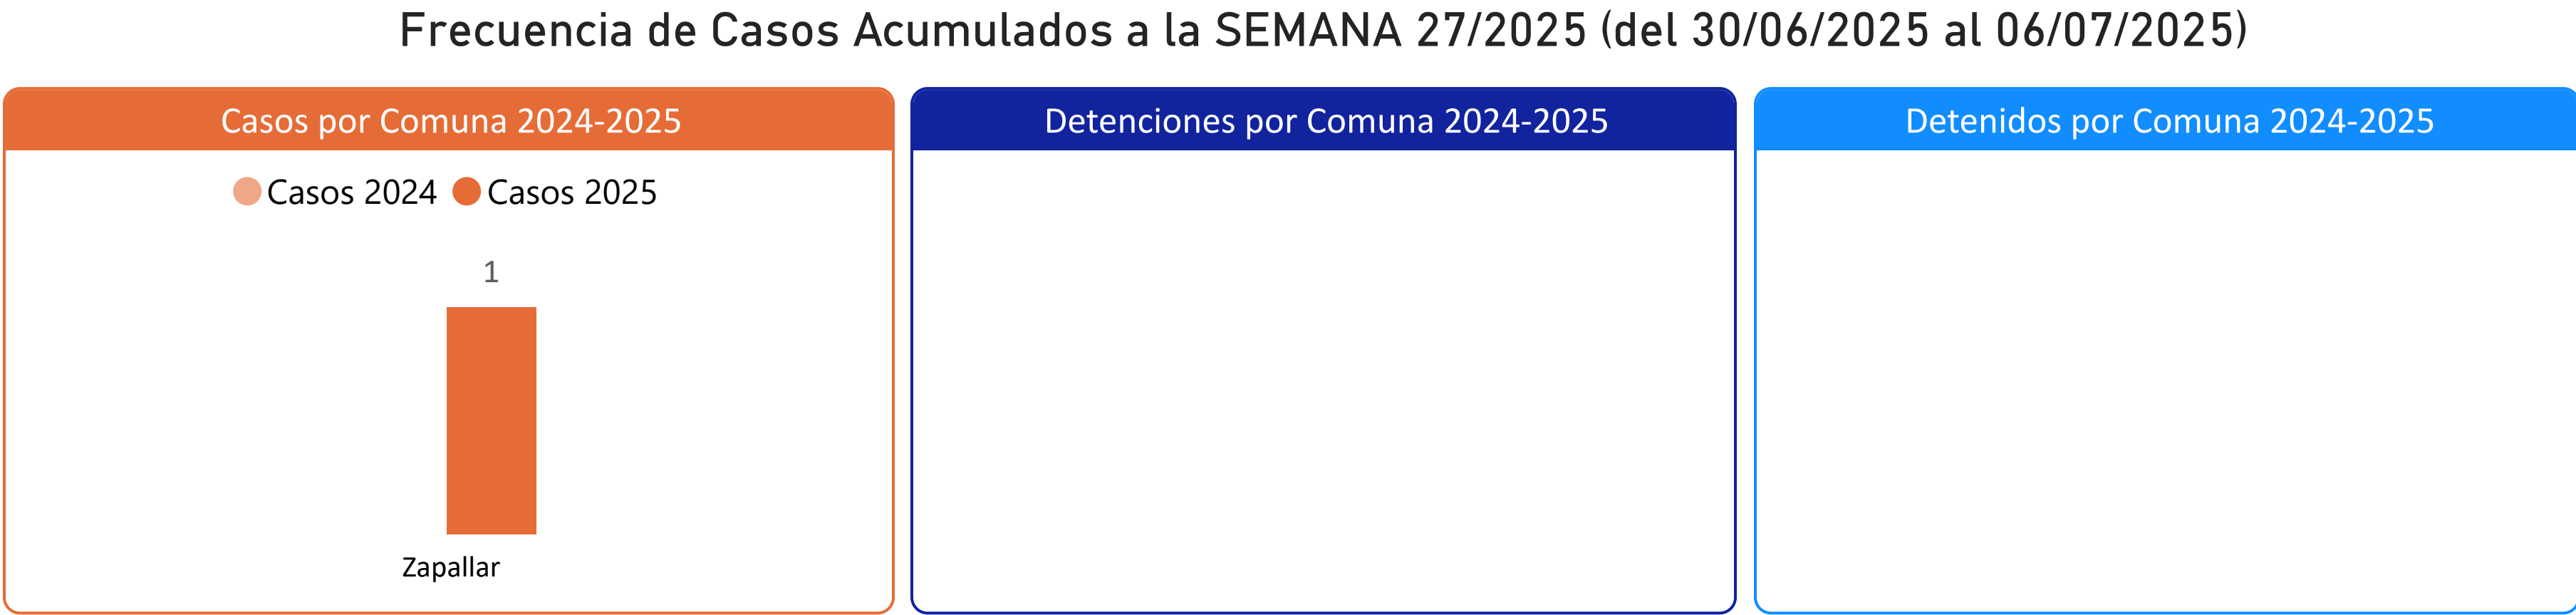 Frecuencia de Casos Acumulados a la SEMANA 27/2025 (del 30/06/2025 al 06/07/2025)
Casos por Comuna 2024-2025
Casos 2024 Casos 2025
1
Zapallar
Detenciones por Comuna 2024-2025
Detenidos por Comuna 2024-2025